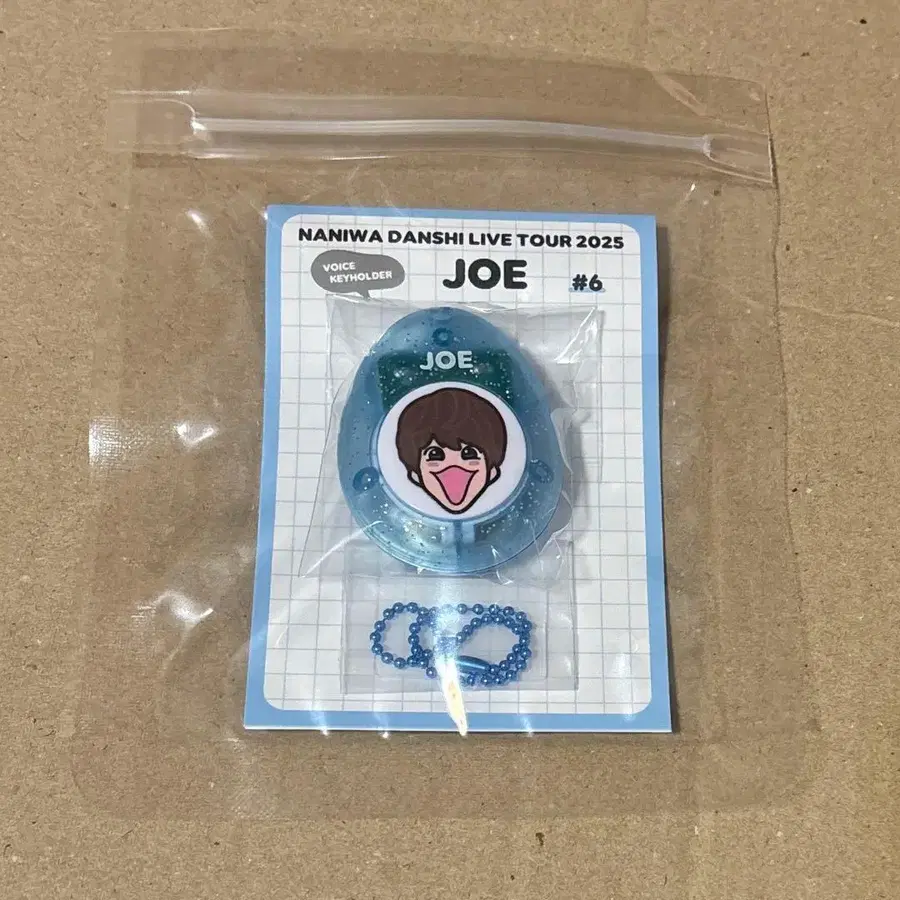 NANIWA DANSHI LIVE TOUR 2025
VOICE
KEYHOLDER
JOE
#6
JOE